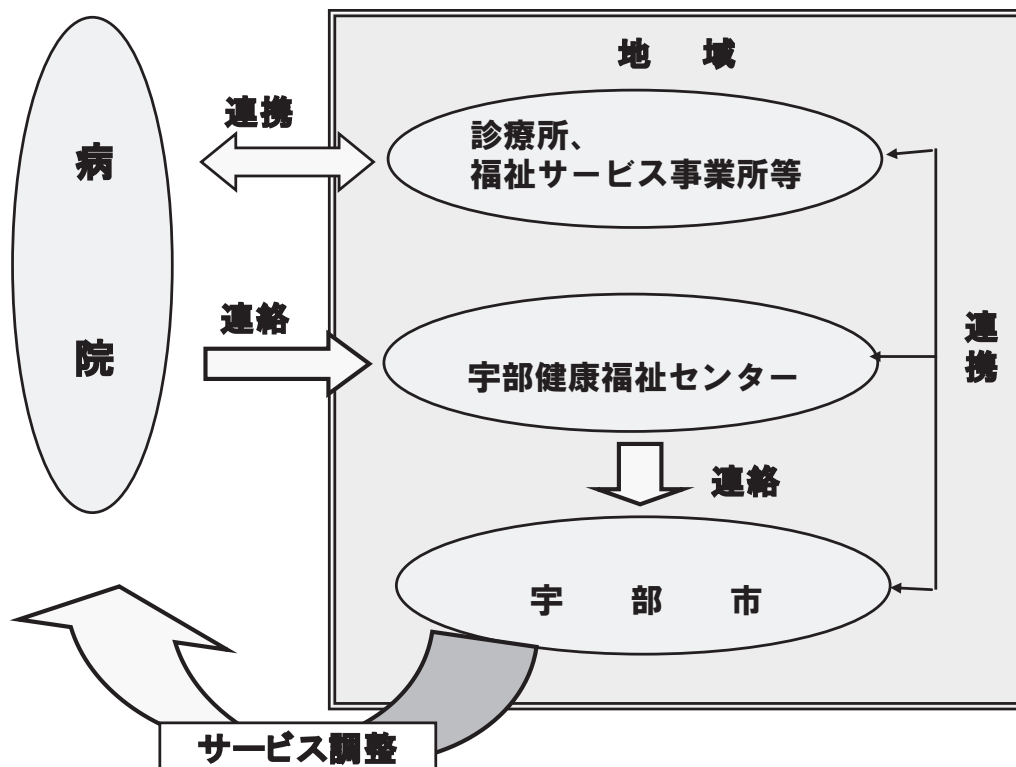 地　域
病院
連携
診療所、
福祉サービス事業所等
連絡
宇部健康福祉センター
連携
連絡
宇　部　市
サービス調整